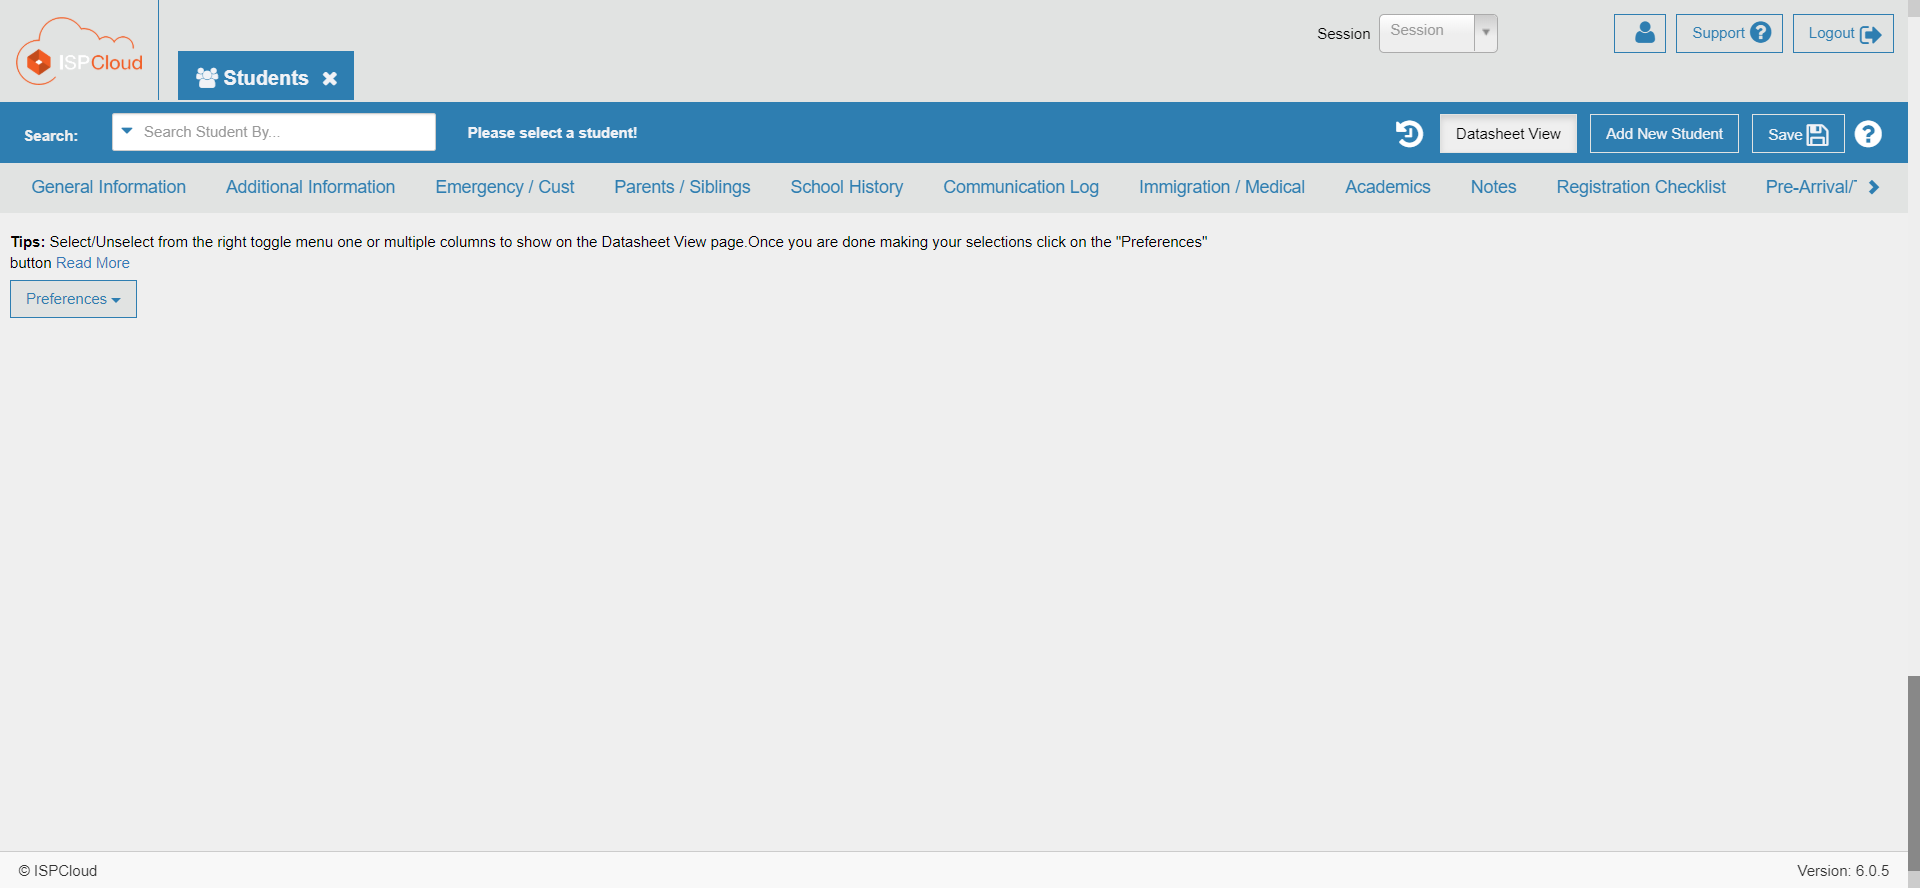 ISPCloud
Students
Session
Session
Support
Logout
Search:
Search Student By...
Please select a student!
Datasheet View
Add New Student
Save
General Information
Additional Information
Emergency / Cust
Parents / Siblings
School History
Communication Log
Immigration / Medical
Academics
Notes
Registration Checklist
Pre-Arrival/
Tips: Select/Unselect from the right toggle menu one or multiple columns to show on the Datasheet View page.Once you are done making your selections click on the "Preferences"
button Read More
Preferences
© ISPCloud
Version: 6.0.5